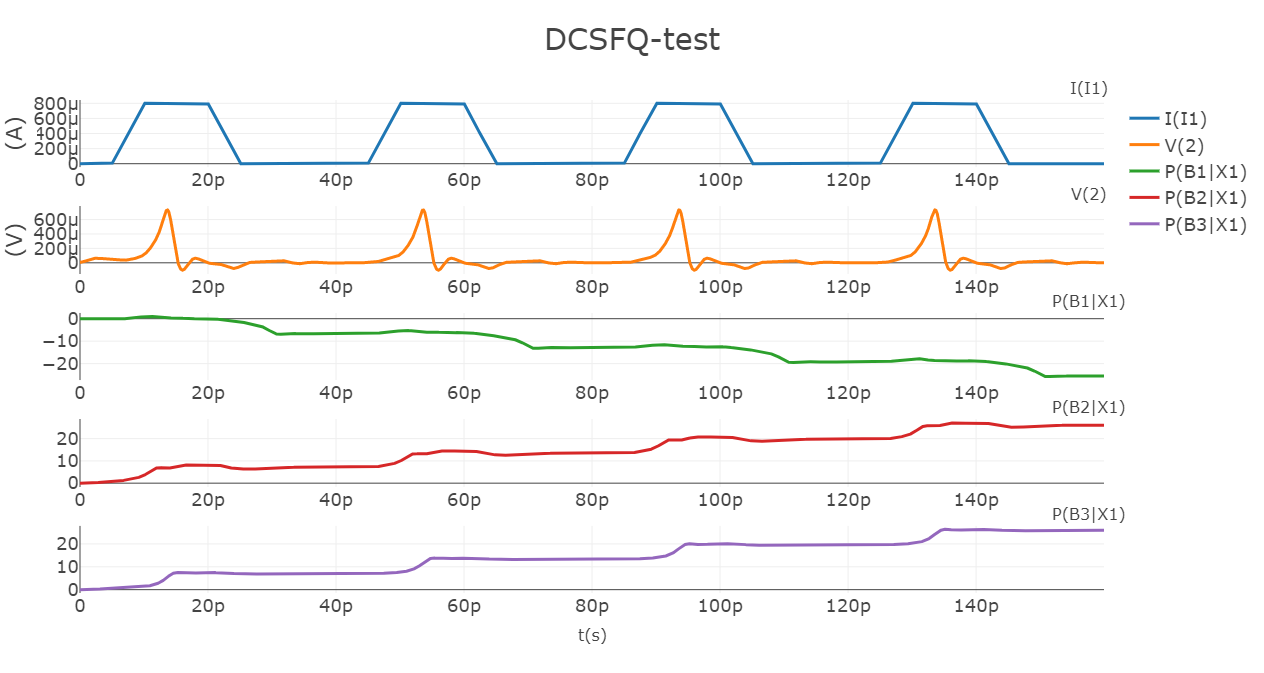 DCSFQ-test
I(I1)
(A)
800μ
600μ
400μ
200μ
0
0 20p 40p 60p 80p 100p 120p 140p
V(2)
(V)
600μ
400μ
200μ
0
0 20p 40p 60p 80p 100p 120p 140p
P(B1|X1)
0
−10
−20
0 20p 40p 60p 80p 100p 120p 140p
P(B2|X1)
20
10
0
0 20p 40p 60p 80p 100p 120p 140p
P(B3|X1)
20
10
0
0 20p 40p 60p 80p 100p 120p 140p
t(s)
I(I1)
V(2)
P(B1|X1)
P(B2|X1)
P(B3|X1)